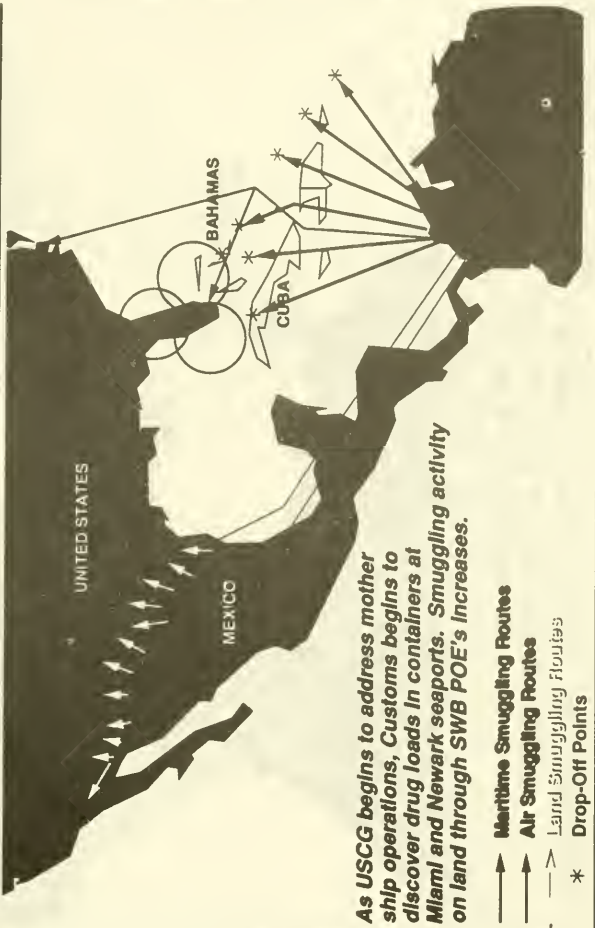 UNITED STATES
MEXICO
BAHAMAS
CUBA
As USCG begins to address mother
ship operations, Customs begins to
discover drug loads in containers at
Miami and Newark seaports. Smuggling activity
on land through SWB POE's increases.
Maritime Smuggling Routes
Air Smuggling Routes
Land Smuggling Routes
* Drop-Off Points